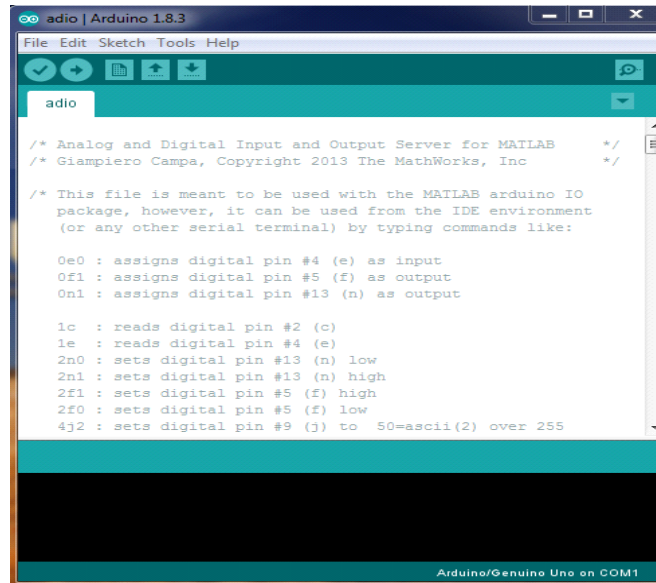 adio | Arduino 1.8.3
File Edit Sketch Tools Help
adio
/* Analog and Digital Input and Output Server for MATLAB */
/* Giampiero Campa, Copyright 2013 The MathWorks, Inc */
/* This file is meant to be used with the MATLAB arduino IO
package, however, it can be used from the IDE environment
(or any other serial terminal) by typing commands like:
0e0 : assigns digital pin #4 (e) as input
0f1 : assigns digital pin #5 (f) as output
0n1 : assigns digital pin #13 (n) as output
1c : reads digital pin #2 (c)
1e : reads digital pin #4 (e)
2n0 : sets digital pin #13 (n) low
2n1 : sets digital pin #13 (n) high
2f1 : sets digital pin #5 (f) high
2f0 : sets digital pin #5 (f) low
4j2 : sets digital pin #9 (j) to 50=ascii(2) over 255
Arduino/Genuino Uno on COM1